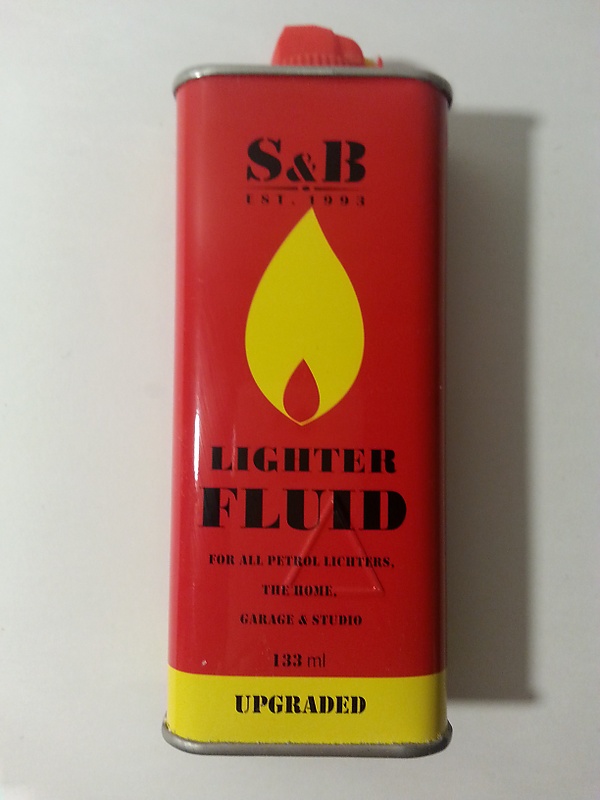 S&B
EST. 1993
LIGHTER
FLUID
FOR ALL PETROL LIGHTERS,
THE HOME,
GARAGE & STUDIO
133 ml
UPGRADED